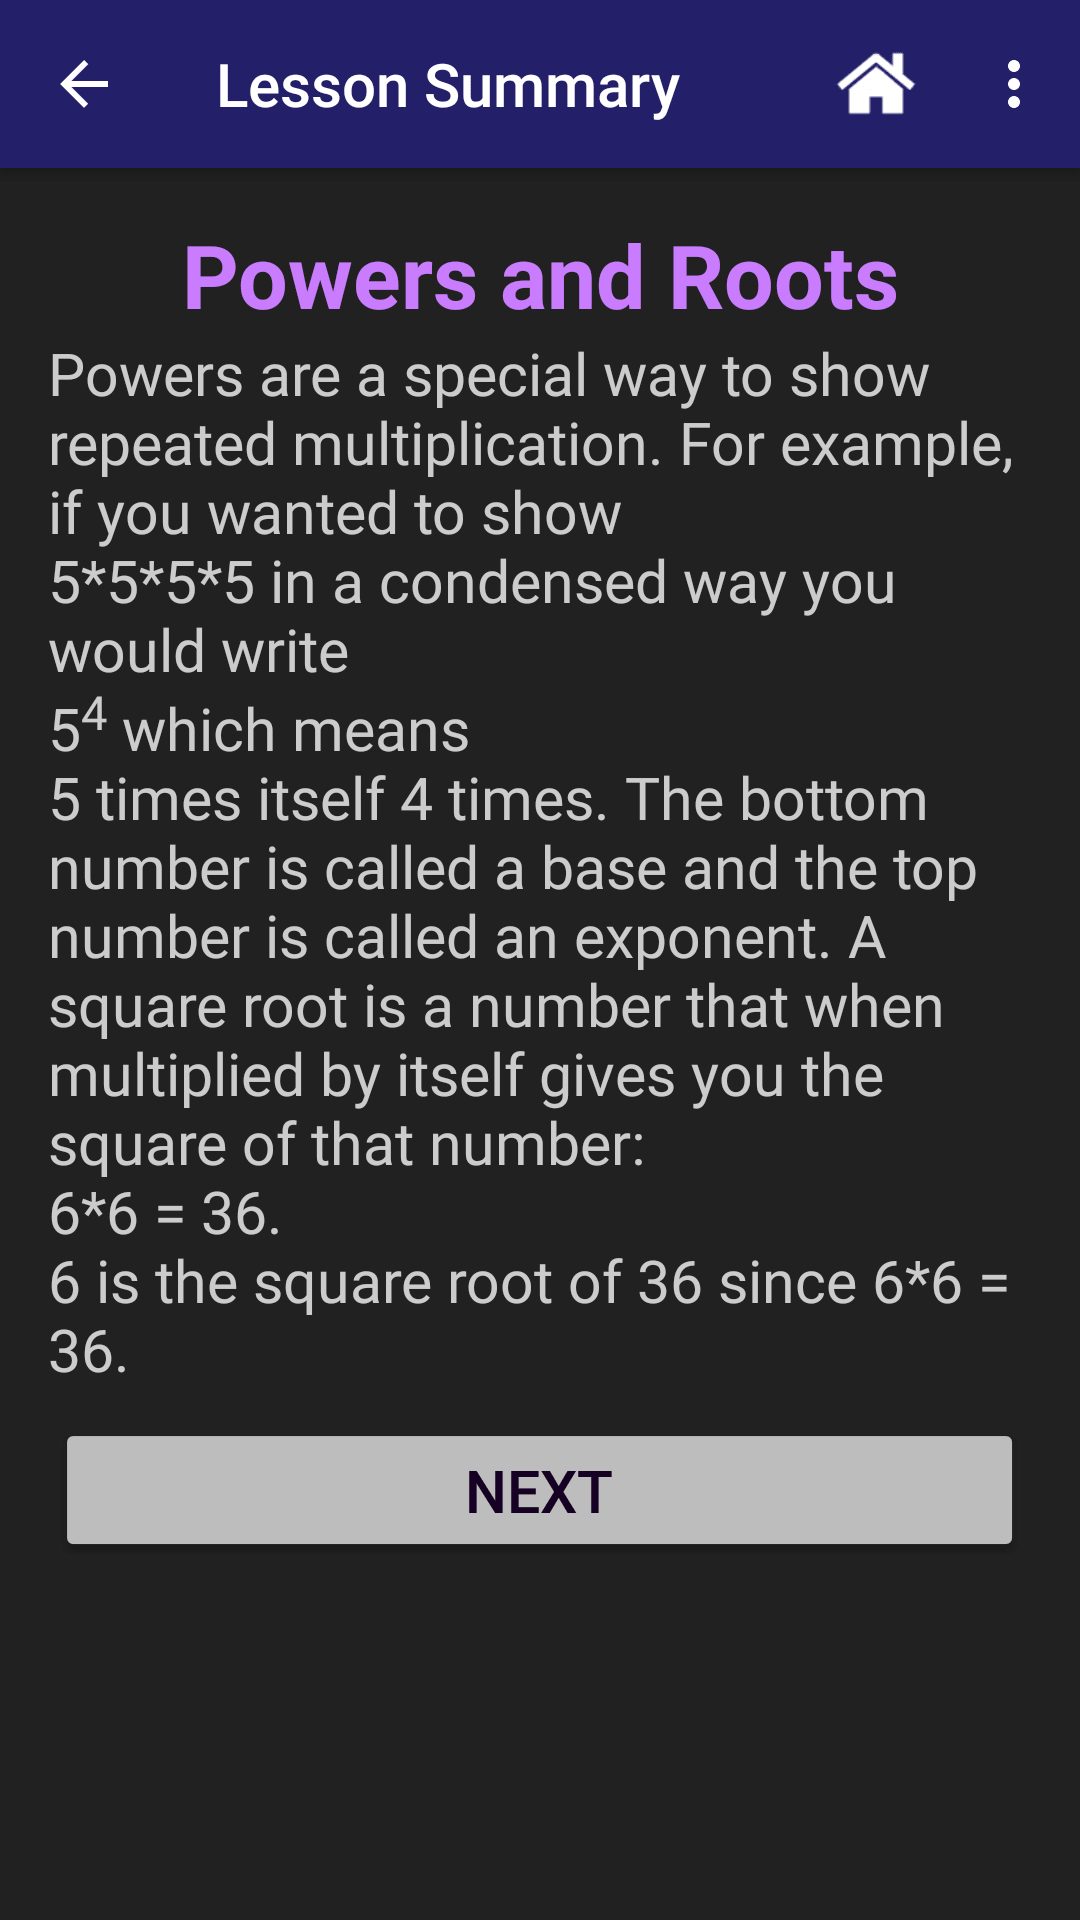 Lesson Summary
Powers and Roots
Powers are a special way to show
repeated multiplication. For example,
if you wanted to show
5*5*5*5 in a condensed way you
would write
5⁴ which means
5 times itself 4 times. The bottom
number is called a base and the top
number is called an exponent. A
square root is a number that when
multiplied by itself gives you the
square of that number:
6*6 = 36.
6 is the square root of 36 since 6*6 =
36.
NEXT